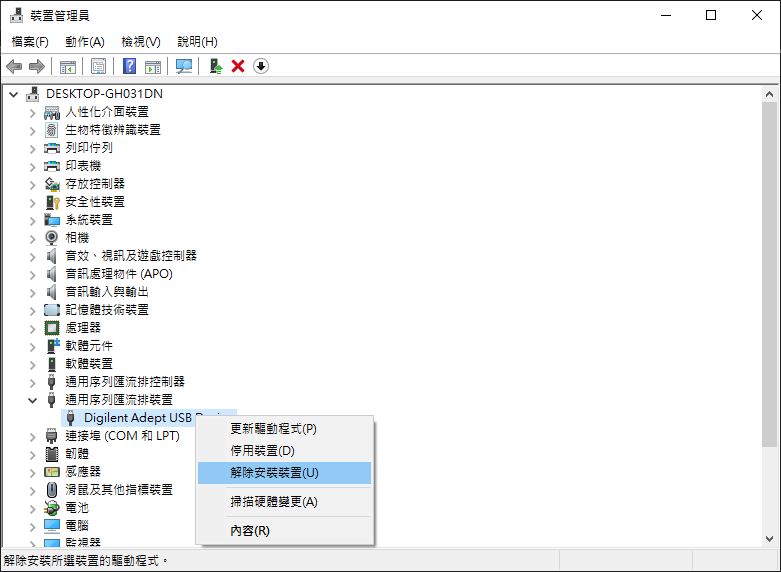 裝置管理員
檔案(F) 動作(A) 檢視(V) 說明(H)
DESKTOP-GH031DN
人性化介面裝置
生物特徵辨識裝置
列印佇列
印表機
存放控制器
安全性裝置
系統裝置
相機
音效、視訊及遊戲控制器
音訊處理物件 (APO)
音訊輸入與輸出
記憶體技術裝置
處理器
軟體元件
軟體裝置
通用序列匯流排控制器
通用序列匯流排裝置
Digilent Adept USB
連接埠 (COM 和 LPT)
韌體
感應器
滑鼠及其他指標裝置
電池
電腦
監視器
更新驅動程式(P)
停用裝置(D)
解除安裝裝置(U)
掃描硬體變更(A)
內容(R)
解除安裝所選裝置的驅動程式。